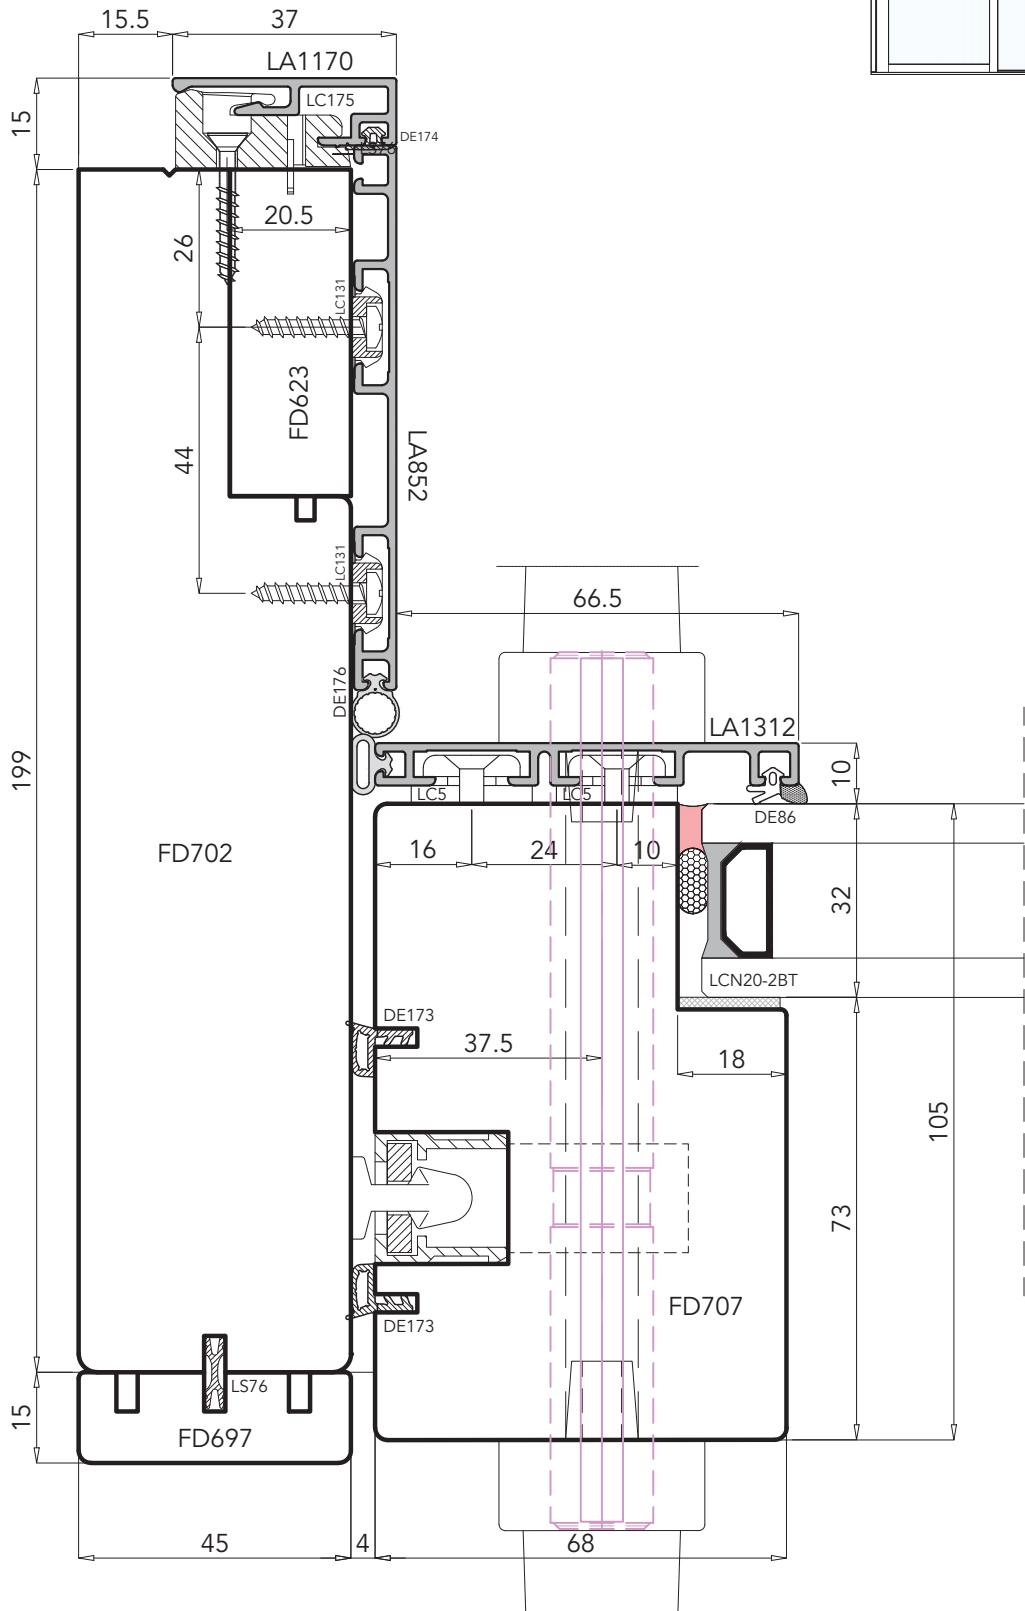 15.5
37
LA1170
LC175
15
DE174
20.5
26
LC131
FD623
LA852
44
LC131
66.5
DE176
LA1312
199
10
LC5
LC5
DE86
FD702
16
24
10
32
LCN20-2BT
DE173
37.5
18
105
73
FD707
DE173
LS76
15
FD697
45
4
68